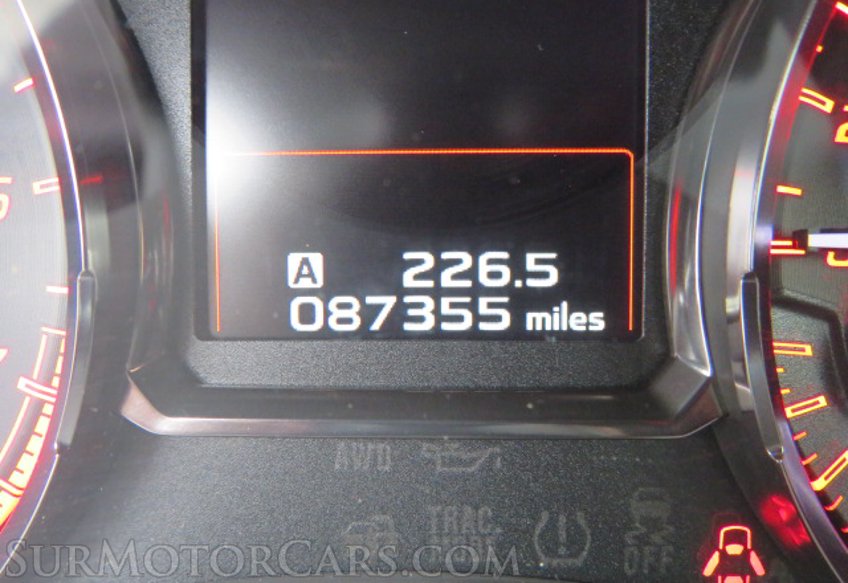 A 226.5
087355 miles
AWD
TRAC
OFF
SURMOTORCARS.COM